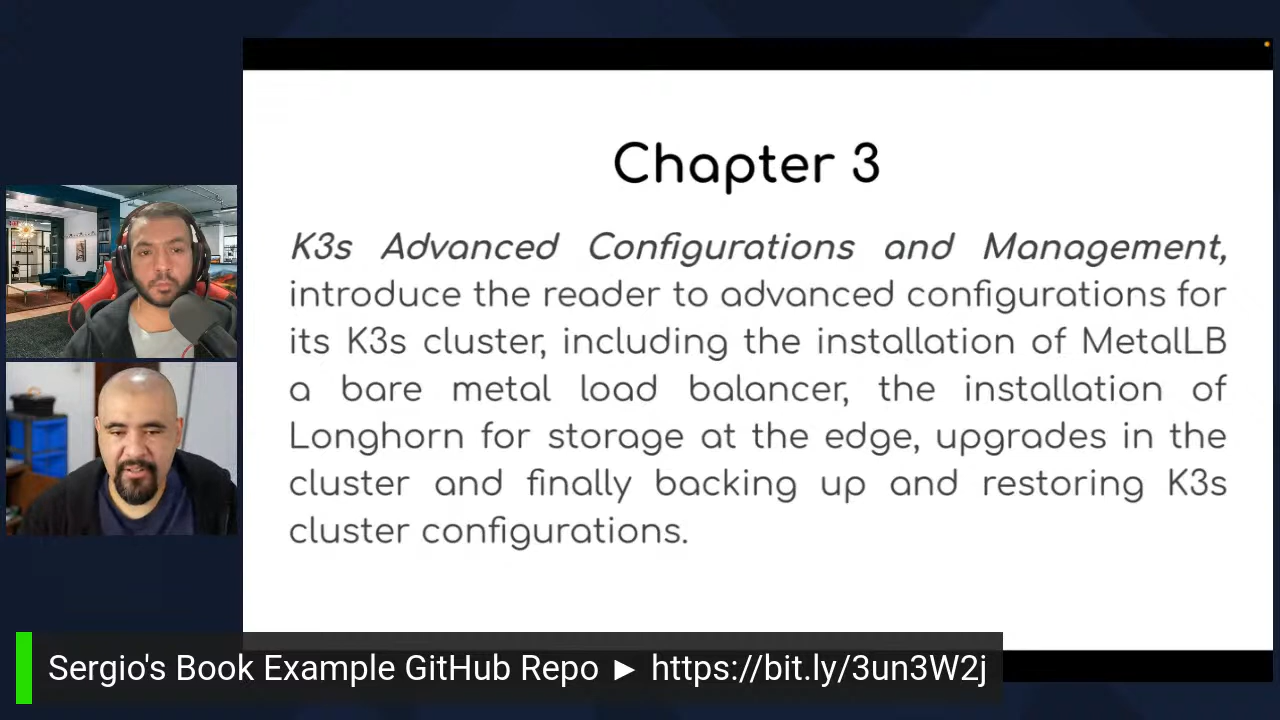 Chapter 3
K3s Advanced Configurations and Management,
introduce the reader to advanced configurations for
its K3s cluster, including the installation of MetalLB
a bare metal load balancer, the installation of
Longhorn for storage at the edge, upgrades in the
cluster and finally backing up and restoring K3s
cluster configurations.
Sergio's Book Example GitHub Repo ► https://bit.ly/3un3W2j